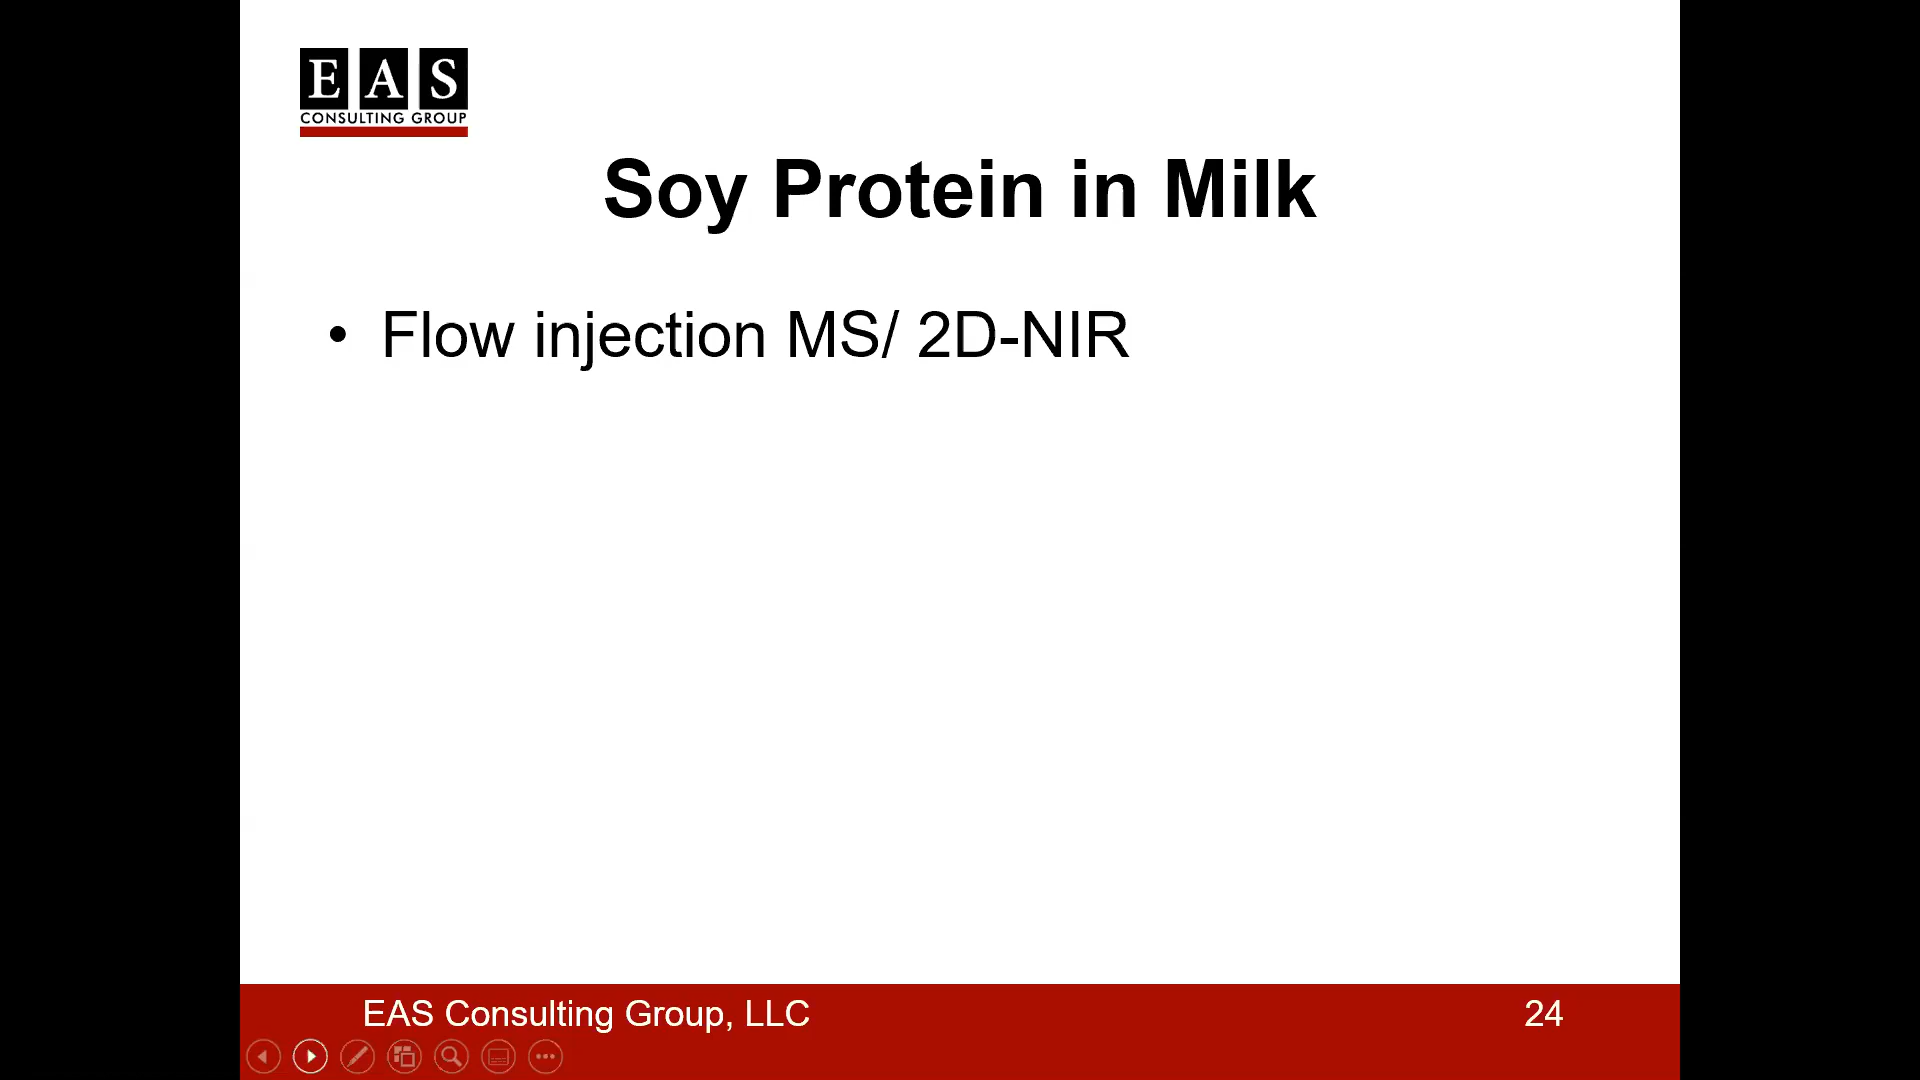 EAS
CONSULTING GROUP
Soy Protein in Milk
• Flow injection MS/ 2D-NIR
EAS Consulting Group, LLC
24